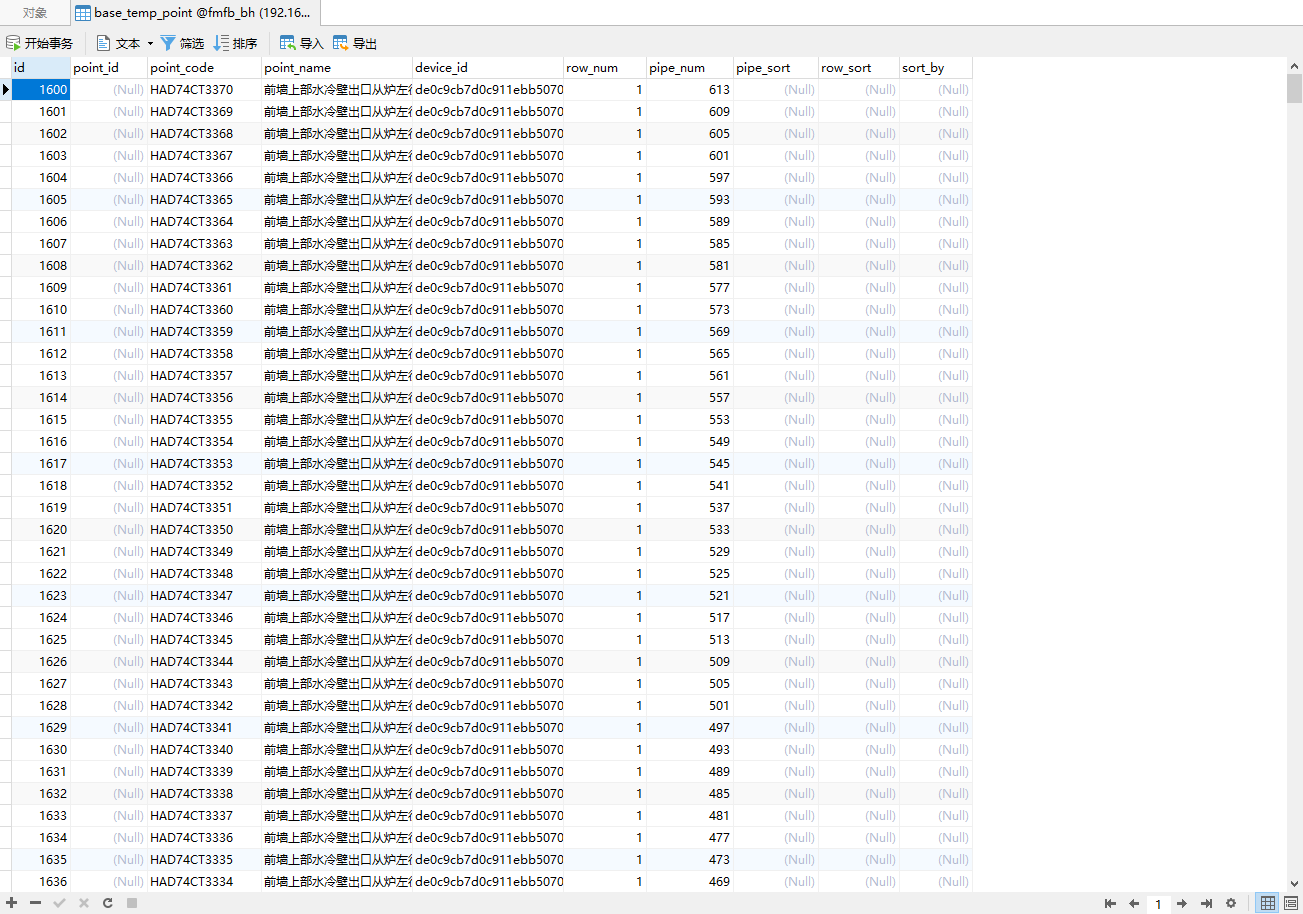 对象 base_temp_point @fmfb_bh (192.16...
开始事务 文本 筛选 排序 导入 导出
id point_id point_code point_name device_id row_num pipe_num pipe_sort row_sort sort_by
1600 (Null) HAD74CT3370 前墙上部水冷壁出口从炉左往 de0c9cb7d0c911ebb5070 1 613 (Null) (Null) (Null)
1601 (Null) HAD74CT3369 前墙上部水冷壁出口从炉左往 de0c9cb7d0c911ebb5070 1 609 (Null) (Null) (Null)
1602 (Null) HAD74CT3368 前墙上部水冷壁出口从炉左往 de0c9cb7d0c911ebb5070 1 605 (Null) (Null) (Null)
1603 (Null) HAD74CT3367 前墙上部水冷壁出口从炉左往 de0c9cb7d0c911ebb5070 1 601 (Null) (Null) (Null)
1604 (Null) HAD74CT3366 前墙上部水冷壁出口从炉左往 de0c9cb7d0c911ebb5070 1 597 (Null) (Null) (Null)
1605 (Null) HAD74CT3365 前墙上部水冷壁出口从炉左往 de0c9cb7d0c911ebb5070 1 593 (Null) (Null) (Null)
1606 (Null) HAD74CT3364 前墙上部水冷壁出口从炉左往 de0c9cb7d0c911ebb5070 1 589 (Null) (Null) (Null)
1607 (Null) HAD74CT3363 前墙上部水冷壁出口从炉左往 de0c9cb7d0c911ebb5070 1 585 (Null) (Null) (Null)
1608 (Null) HAD74CT3362 前墙上部水冷壁出口从炉左往 de0c9cb7d0c911ebb5070 1 581 (Null) (Null) (Null)
1609 (Null) HAD74CT3361 前墙上部水冷壁出口从炉左往 de0c9cb7d0c911ebb5070 1 577 (Null) (Null) (Null)
1610 (Null) HAD74CT3360 前墙上部水冷壁出口从炉左往 de0c9cb7d0c911ebb5070 1 573 (Null) (Null) (Null)
1611 (Null) HAD74CT3359 前墙上部水冷壁出口从炉左往 de0c9cb7d0c911ebb5070 1 569 (Null) (Null) (Null)
1612 (Null) HAD74CT3358 前墙上部水冷壁出口从炉左往 de0c9cb7d0c911ebb5070 1 565 (Null) (Null) (Null)
1613 (Null) HAD74CT3357 前墙上部水冷壁出口从炉左往 de0c9cb7d0c911ebb5070 1 561 (Null) (Null) (Null)
1614 (Null) HAD74CT3356 前墙上部水冷壁出口从炉左往 de0c9cb7d0c911ebb5070 1 557 (Null) (Null) (Null)
1615 (Null) HAD74CT3355 前墙上部水冷壁出口从炉左往 de0c9cb7d0c911ebb5070 1 553 (Null) (Null) (Null)
1616 (Null) HAD74CT3354 前墙上部水冷壁出口从炉左往 de0c9cb7d0c911ebb5070 1 549 (Null) (Null) (Null)
1617 (Null) HAD74CT3353 前墙上部水冷壁出口从炉左往 de0c9cb7d0c911ebb5070 1 545 (Null) (Null) (Null)
1618 (Null) HAD74CT3352 前墙上部水冷壁出口从炉左往 de0c9cb7d0c911ebb5070 1 541 (Null) (Null) (Null)
1619 (Null) HAD74CT3351 前墙上部水冷壁出口从炉左往 de0c9cb7d0c911ebb5070 1 537 (Null) (Null) (Null)
1620 (Null) HAD74CT3350 前墙上部水冷壁出口从炉左往 de0c9cb7d0c911ebb5070 1 533 (Null) (Null) (Null)
1621 (Null) HAD74CT3349 前墙上部水冷壁出口从炉左往 de0c9cb7d0c911ebb5070 1 529 (Null) (Null) (Null)
1622 (Null) HAD74CT3348 前墙上部水冷壁出口从炉左往 de0c9cb7d0c911ebb5070 1 525 (Null) (Null) (Null)
1623 (Null) HAD74CT3347 前墙上部水冷壁出口从炉左往 de0c9cb7d0c911ebb5070 1 521 (Null) (Null) (Null)
1624 (Null) HAD74CT3346 前墙上部水冷壁出口从炉左往 de0c9cb7d0c911ebb5070 1 517 (Null) (Null) (Null)
1625 (Null) HAD74CT3345 前墙上部水冷壁出口从炉左往 de0c9cb7d0c911ebb5070 1 513 (Null) (Null) (Null)
1626 (Null) HAD74CT3344 前墙上部水冷壁出口从炉左往 de0c9cb7d0c911ebb5070 1 509 (Null) (Null) (Null)
1627 (Null) HAD74CT3343 前墙上部水冷壁出口从炉左往 de0c9cb7d0c911ebb5070 1 505 (Null) (Null) (Null)
1628 (Null) HAD74CT3342 前墙上部水冷壁出口从炉左往 de0c9cb7d0c911ebb5070 1 501 (Null) (Null) (Null)
1629 (Null) HAD74CT3341 前墙上部水冷壁出口从炉左往 de0c9cb7d0c911ebb5070 1 497 (Null) (Null) (Null)
1630 (Null) HAD74CT3340 前墙上部水冷壁出口从炉左往 de0c9cb7d0c911ebb5070 1 493 (Null) (Null) (Null)
1631 (Null) HAD74CT3339 前墙上部水冷壁出口从炉左往 de0c9cb7d0c911ebb5070 1 489 (Null) (Null) (Null)
1632 (Null) HAD74CT3338 前墙上部水冷壁出口从炉左往 de0c9cb7d0c911ebb5070 1 485 (Null) (Null) (Null)
1633 (Null) HAD74CT3337 前墙上部水冷壁出口从炉左往 de0c9cb7d0c911ebb5070 1 481 (Null) (Null) (Null)
1634 (Null) HAD74CT3336 前墙上部水冷壁出口从炉左往 de0c9cb7d0c911ebb5070 1 477 (Null) (Null) (Null)
1635 (Null) HAD74CT3335 前墙上部水冷壁出口从炉左往 de0c9cb7d0c911ebb5070 1 473 (Null) (Null) (Null)
1636 (Null) HAD74CT3334 前墙上部水冷壁出口从炉左往 de0c9cb7d0c911ebb5070 1 469 (Null) (Null) (Null)
1